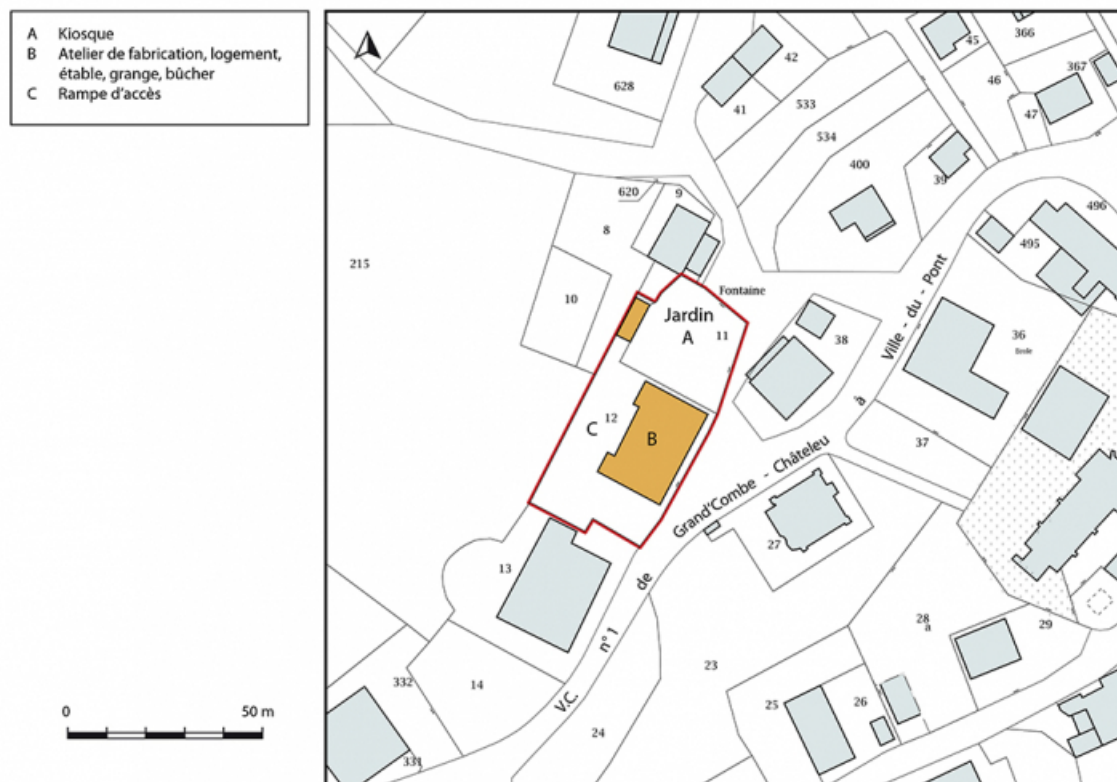 A Kiosque
B Atelier de fabrication, logement,
étable, grange, bûcher
C Rampe d'accès
0 50 m
45
366
42
46
367
628
41
533
47
534
400
39
620
9
8
496
495
215
Fontaine
10
Jardin
A
11
38
36
Ecole
C
12
B
37
V.C. n° 1 de Grand'Combe - Châteleu à Ville - du - Pont
27
13
28
a
29
23
332
14
25
26
24
331